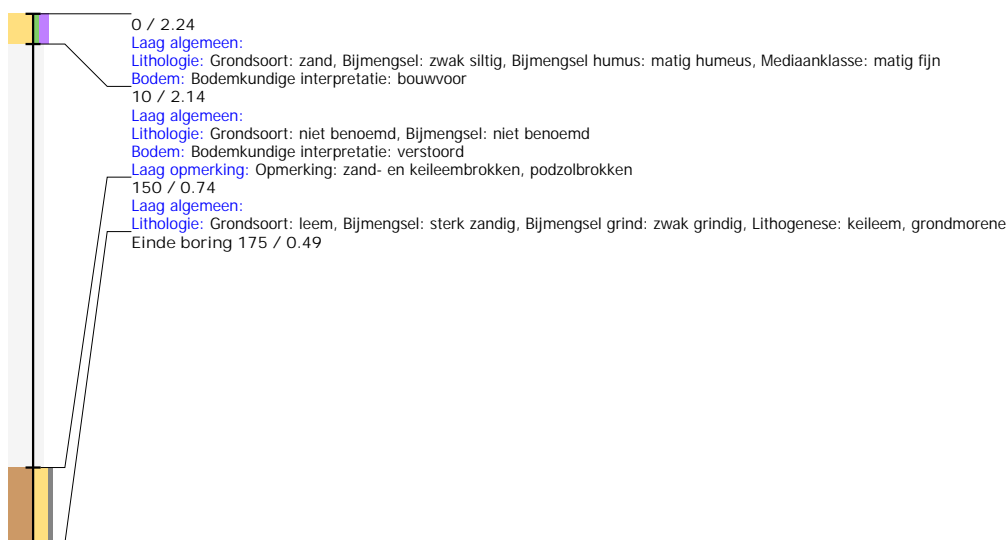 0 / 2.24
Laag algemeen:
Lithologie: Grondsoort: zand, Bijmengsel: zwak siltig, Bijmengsel humus: matig humeus, Mediaanklasse: matig fijn
Bodem: Bodemkundige interpretatie: bouwvoor
10 / 2.14
Laag algemeen:
Lithologie: Grondsoort: niet benoemd, Bijmengsel: niet benoemd
Bodem: Bodemkundige interpretatie: verstoord
Laag opmerking: Opmerking: zand- en keileembrokken, podzolbrokken
150 / 0.74
Laag algemeen:
Lithologie: Grondsoort: leem, Bijmengsel: sterk zandig, Bijmengsel grind: zwak grindig, Lithogenese: keileem, grondmorene
Einde boring 175 / 0.49